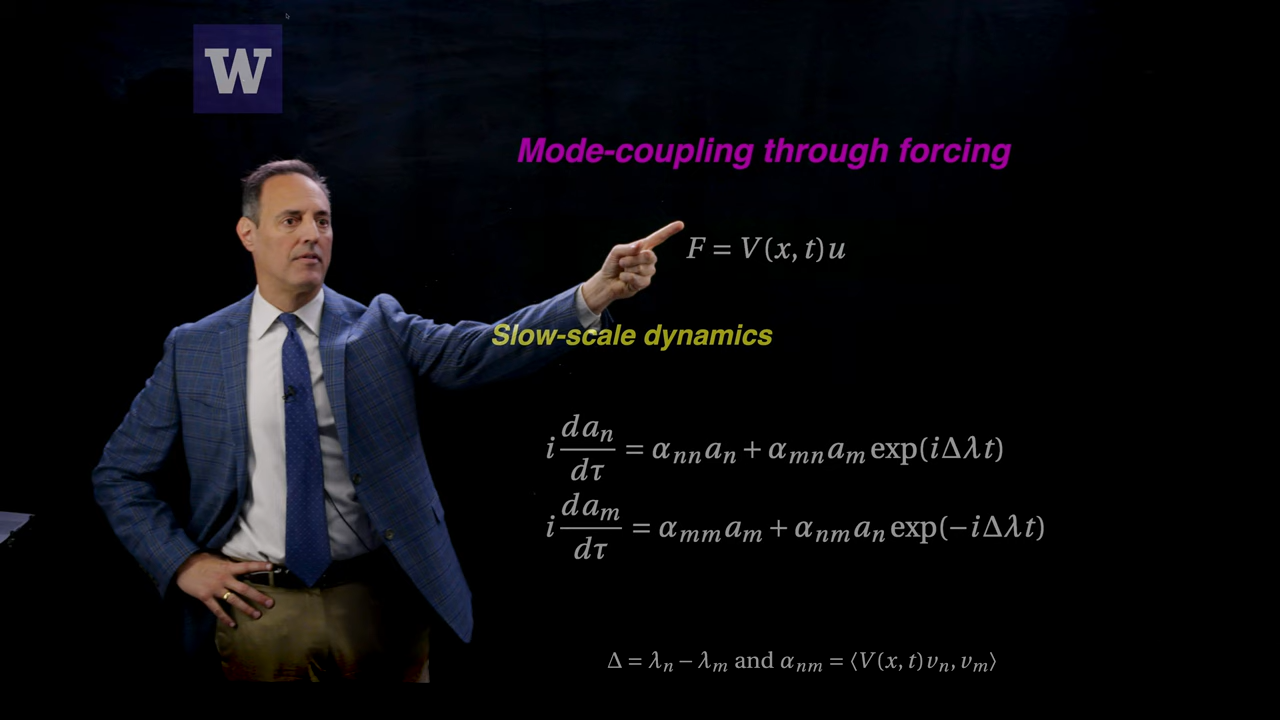 W
Mode-coupling through forcing
F = V(x, t)u
Slow-scale dynamics
i da_n/dτ = α_nn a_n + α_mn a_m exp(iΔλt)
i da_m/dτ = α_mm a_m + α_nm a_n exp(−iΔλt)
Δ = λ_n − λ_m and α_nm = ⟨V(x, t)v_n, v_m⟩